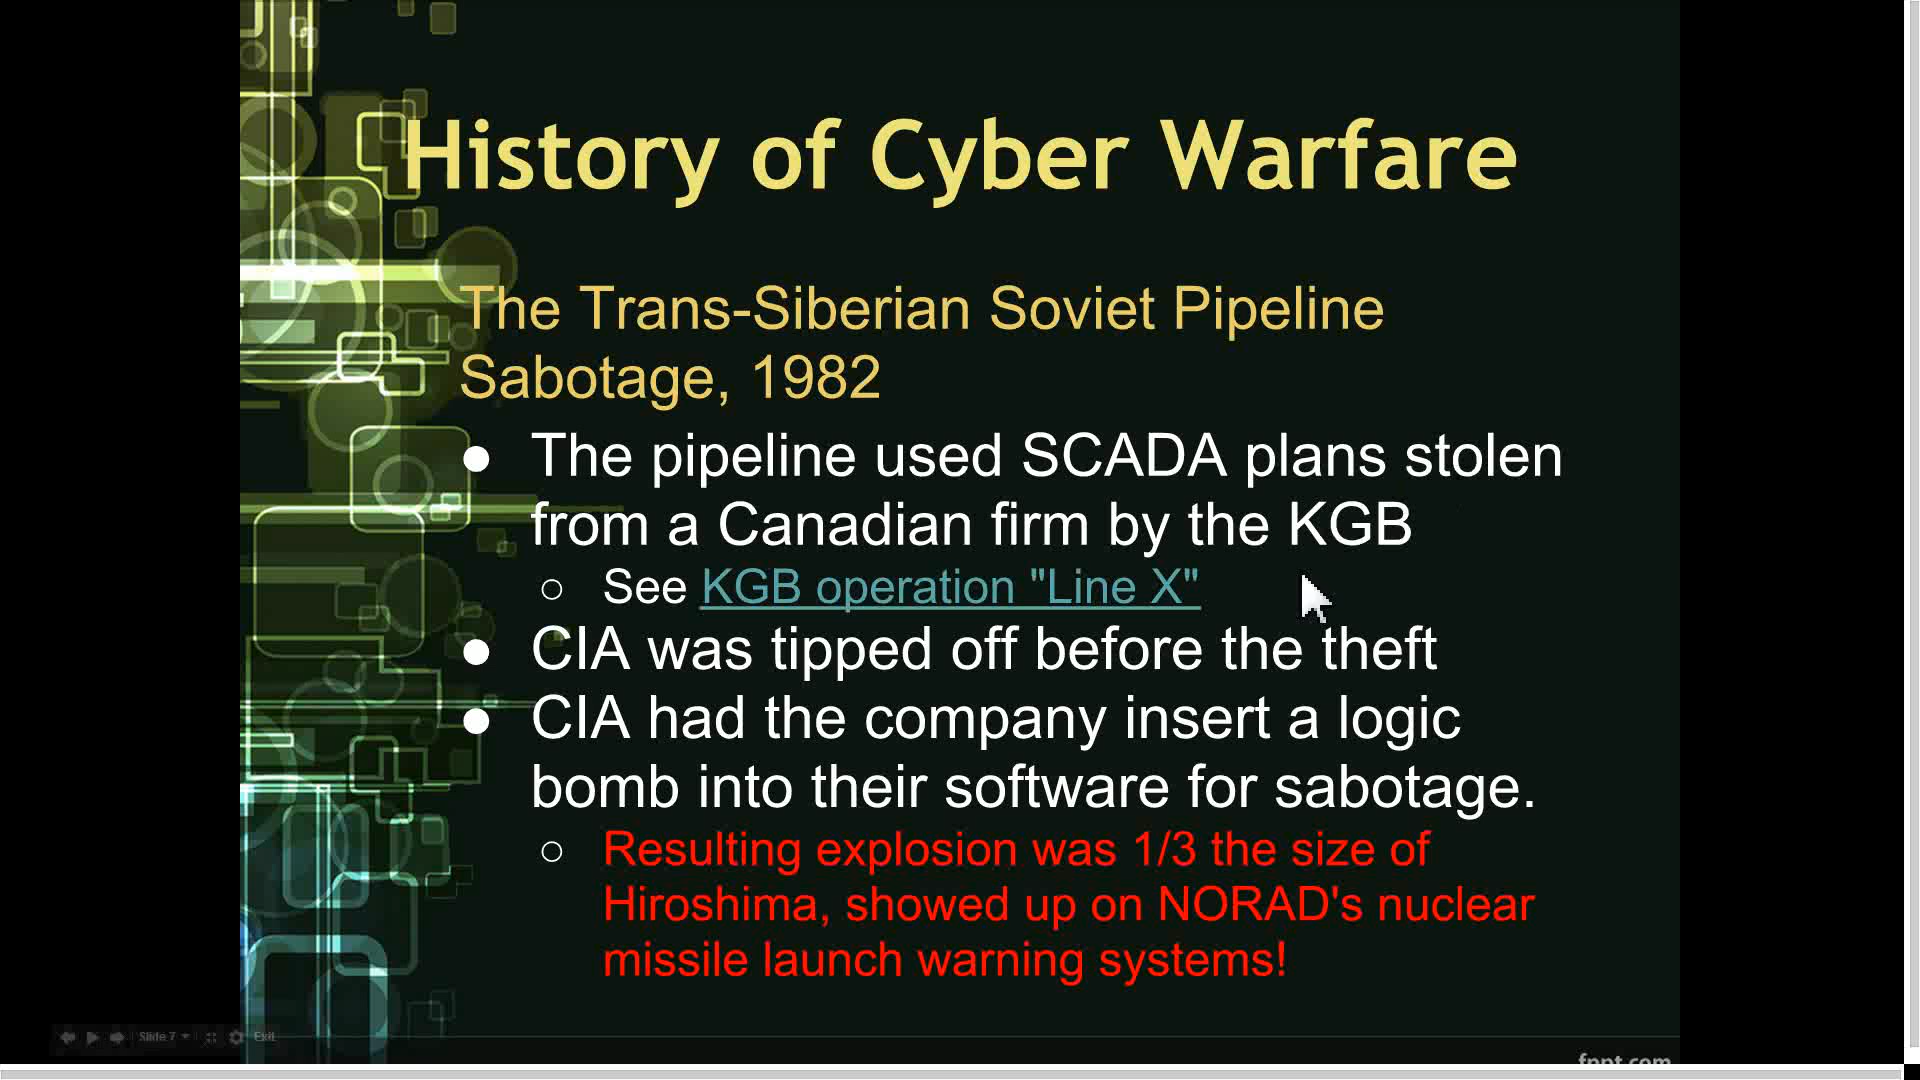 History of Cyber Warfare
The Trans-Siberian Soviet Pipeline
Sabotage, 1982
● The pipeline used SCADA plans stolen
from a Canadian firm by the KGB
○ See KGB operation "Line X"
● CIA was tipped off before the theft
● CIA had the company insert a logic
bomb into their software for sabotage.
○ Resulting explosion was 1/3 the size of
Hiroshima, showed up on NORAD's nuclear
missile launch warning systems!
Slide 7 Exit
fppt.com